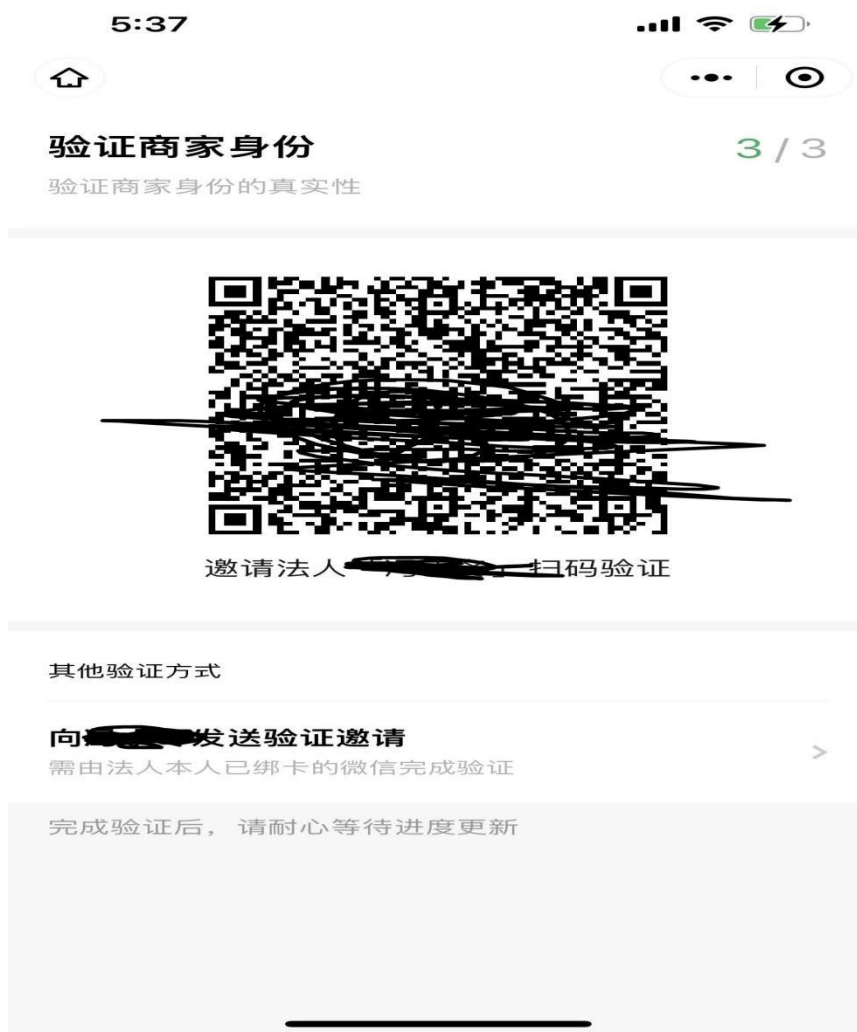 5:37
验证商家身份
3 / 3
验证商家身份的真实性
邀请法人 扫码验证
其他验证方式
向 发送验证邀请
需由法人本人已绑卡的微信完成验证
完成验证后，请耐心等待进度更新